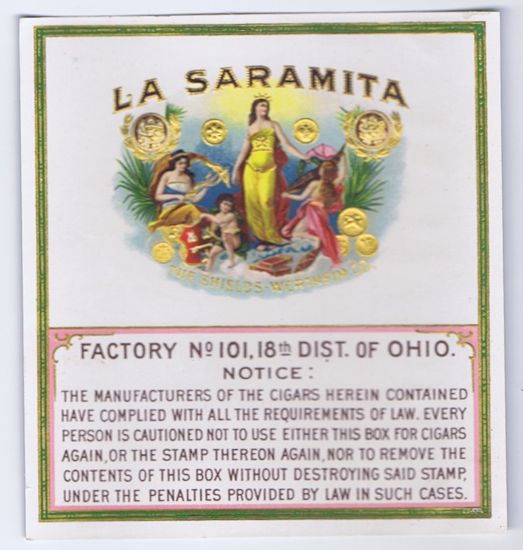 LA SARAMITA
THE SHIELDS-WERTHEIM CO.
FACTORY Nº 101, 18th DIST. OF OHIO.
NOTICE:
THE MANUFACTURERS OF THE CIGARS HEREIN CONTAINED
HAVE COMPLIED WITH ALL THE REQUIREMENTS OF LAW. EVERY
PERSON IS CAUTIONED NOT TO USE EITHER THIS BOX FOR CIGARS
AGAIN, OR THE STAMP THEREON AGAIN, NOR TO REMOVE THE
CONTENTS OF THIS BOX WITHOUT DESTROYING SAID STAMP,
UNDER THE PENALTIES PROVIDED BY LAW IN SUCH CASES.